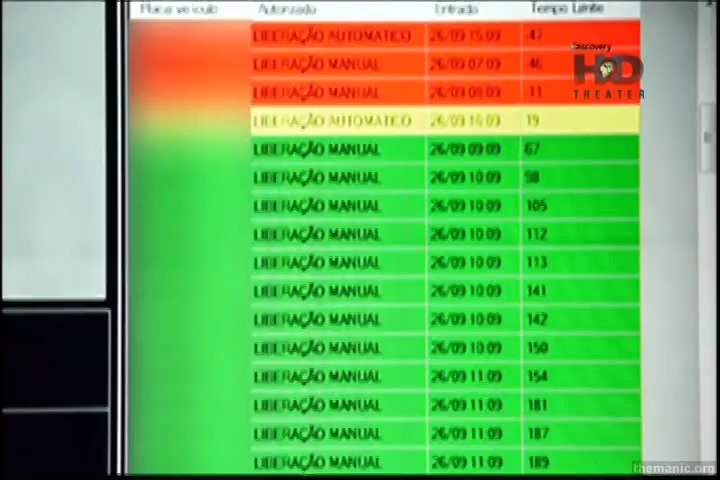 Placa veículo Autorizado Entrada Tempo Limite
LIBERAÇÃO AUTOMATICO 26/09 15:09 47
LIBERAÇÃO MANUAL 26/09 07:09 46
LIBERAÇÃO MANUAL 26/09 08:09 11
LIBERAÇÃO AUTOMATICO 26/09 16:09 19
LIBERAÇÃO MANUAL 26/09 09:09 67
LIBERAÇÃO MANUAL 26/09 10:09 98
LIBERAÇÃO MANUAL 26/09 10:09 105
LIBERAÇÃO MANUAL 26/09 10:09 112
LIBERAÇÃO MANUAL 26/09 10:09 113
LIBERAÇÃO MANUAL 26/09 10:09 141
LIBERAÇÃO MANUAL 26/09 10:09 142
LIBERAÇÃO MANUAL 26/09 10:09 150
LIBERAÇÃO MANUAL 26/09 11:09 154
LIBERAÇÃO MANUAL 26/09 11:09 181
LIBERAÇÃO MANUAL 26/09 11:09 187
LIBERAÇÃO MANUAL 26/09 11:09 189
Discovery
HD
THEATER
themanic.org